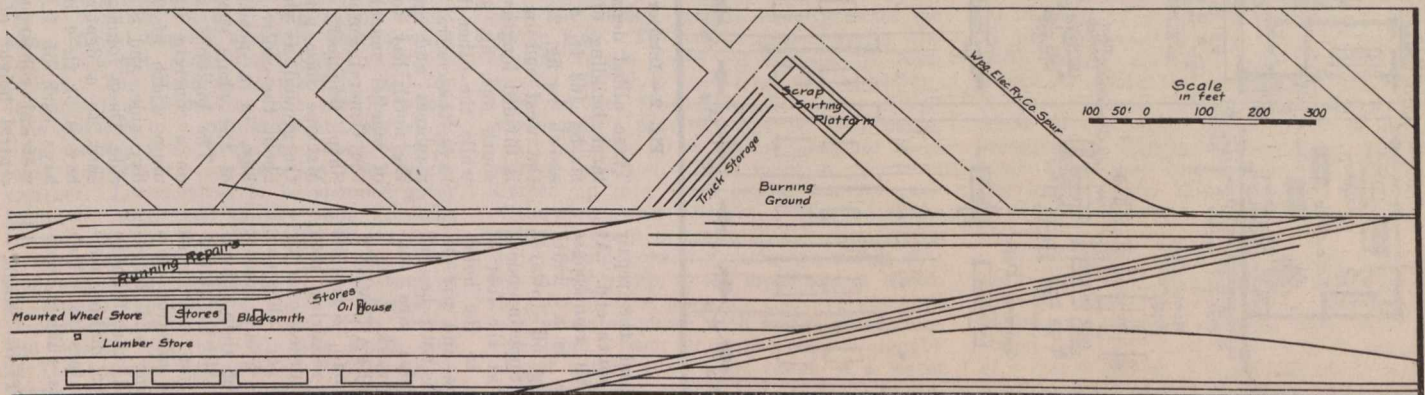 Wpg Elec Ry Co Spur
Scale
in feet
100 50' 0 100 200 300
Scrap
Sorting
Platform
Truck Storage
Burning
Ground
Running Repairs
Stores
Oil House
Mounted Wheel Store
Stores
Blacksmith
Lumber Store